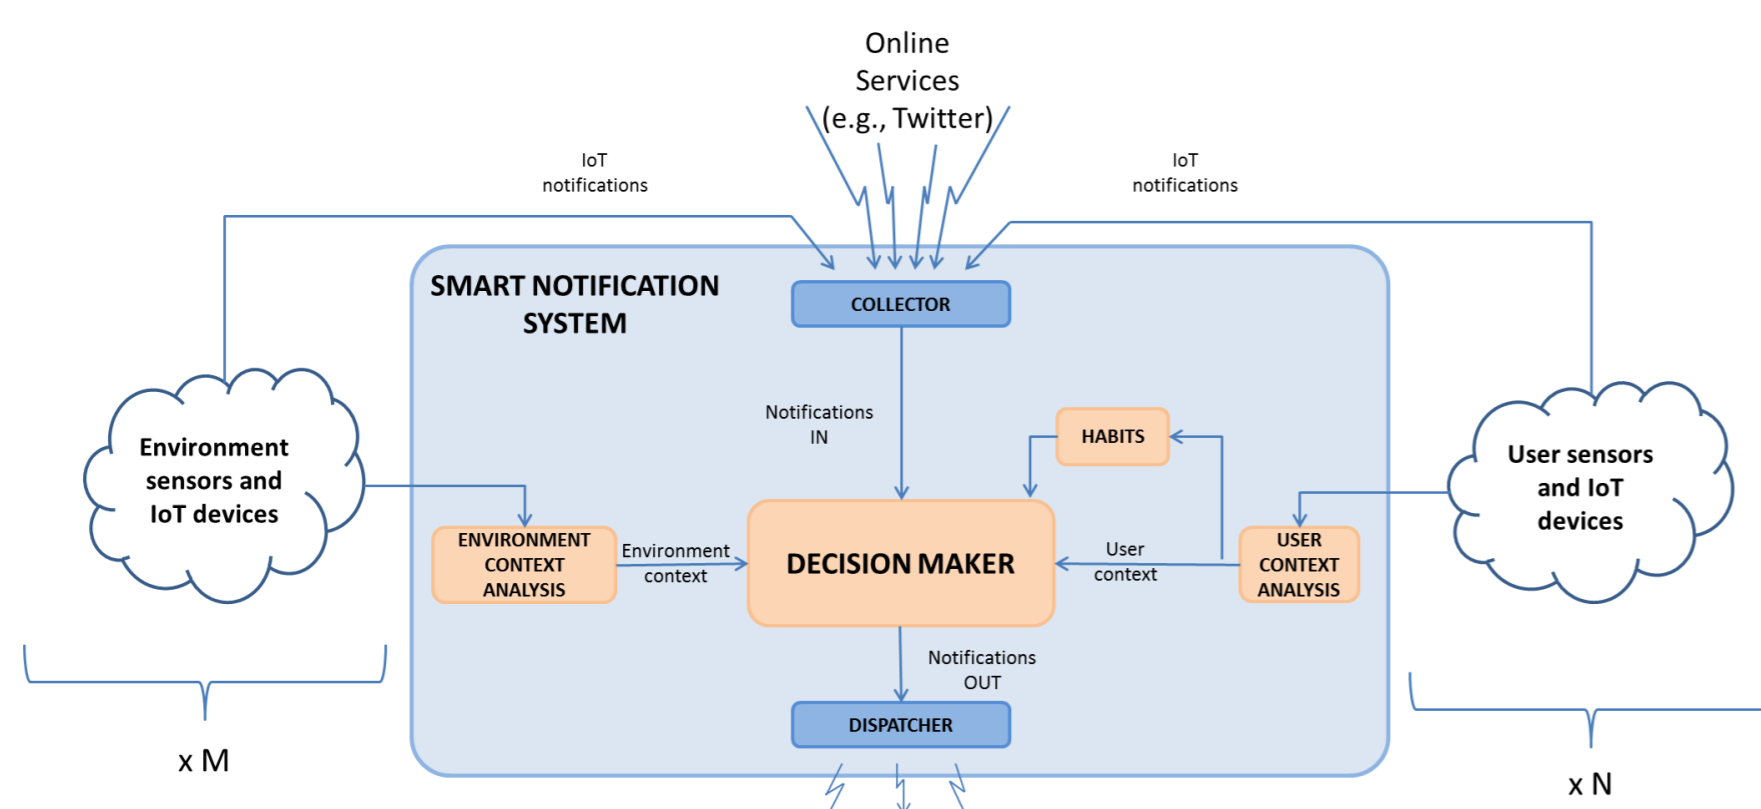 Online
Services
(e.g., Twitter)
IoT
notifications
IoT
notifications
SMART NOTIFICATION
SYSTEM
COLLECTOR
Notifications
IN
HABITS
Environment
sensors and
IoT devices
User sensors
and IoT
devices
ENVIRONMENT
CONTEXT
ANALYSIS
Environment
context
DECISION MAKER
User
context
USER
CONTEXT
ANALYSIS
Notifications
OUT
DISPATCHER
x M
x N